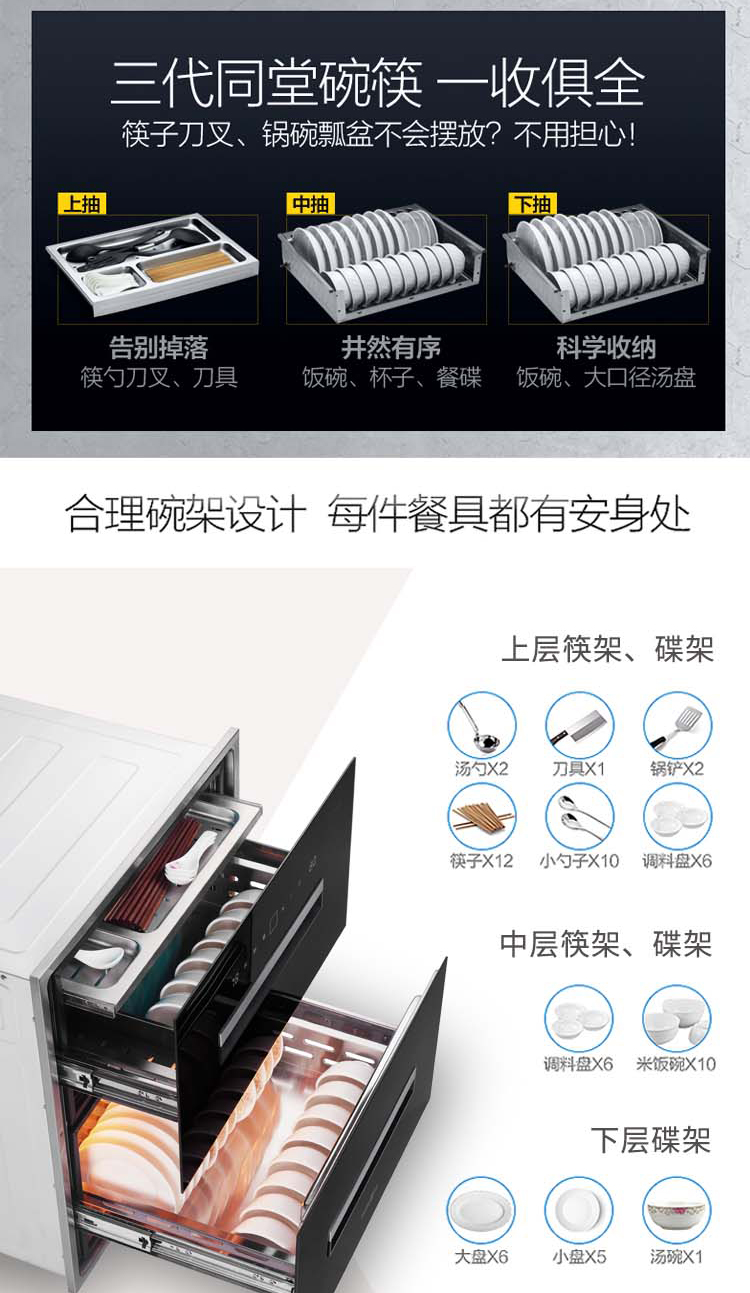 三代同堂碗筷 一收俱全
筷子刀叉、锅碗瓢盆不会摆放？不用担心！
上抽
中抽
下抽
告别掉落
井然有序
科学收纳
筷勺刀叉、刀具
饭碗、杯子、餐碟
饭碗、大口径汤盘
合理碗架设计 每件餐具都有安身处
上层筷架、碟架
汤勺X2
刀具X1
锅铲X2
筷子X12
小勺子X10
调料盘X6
中层筷架、碟架
调料盘X6
米饭碗X10
下层碟架
大盘X6
小盘X5
汤碗X1